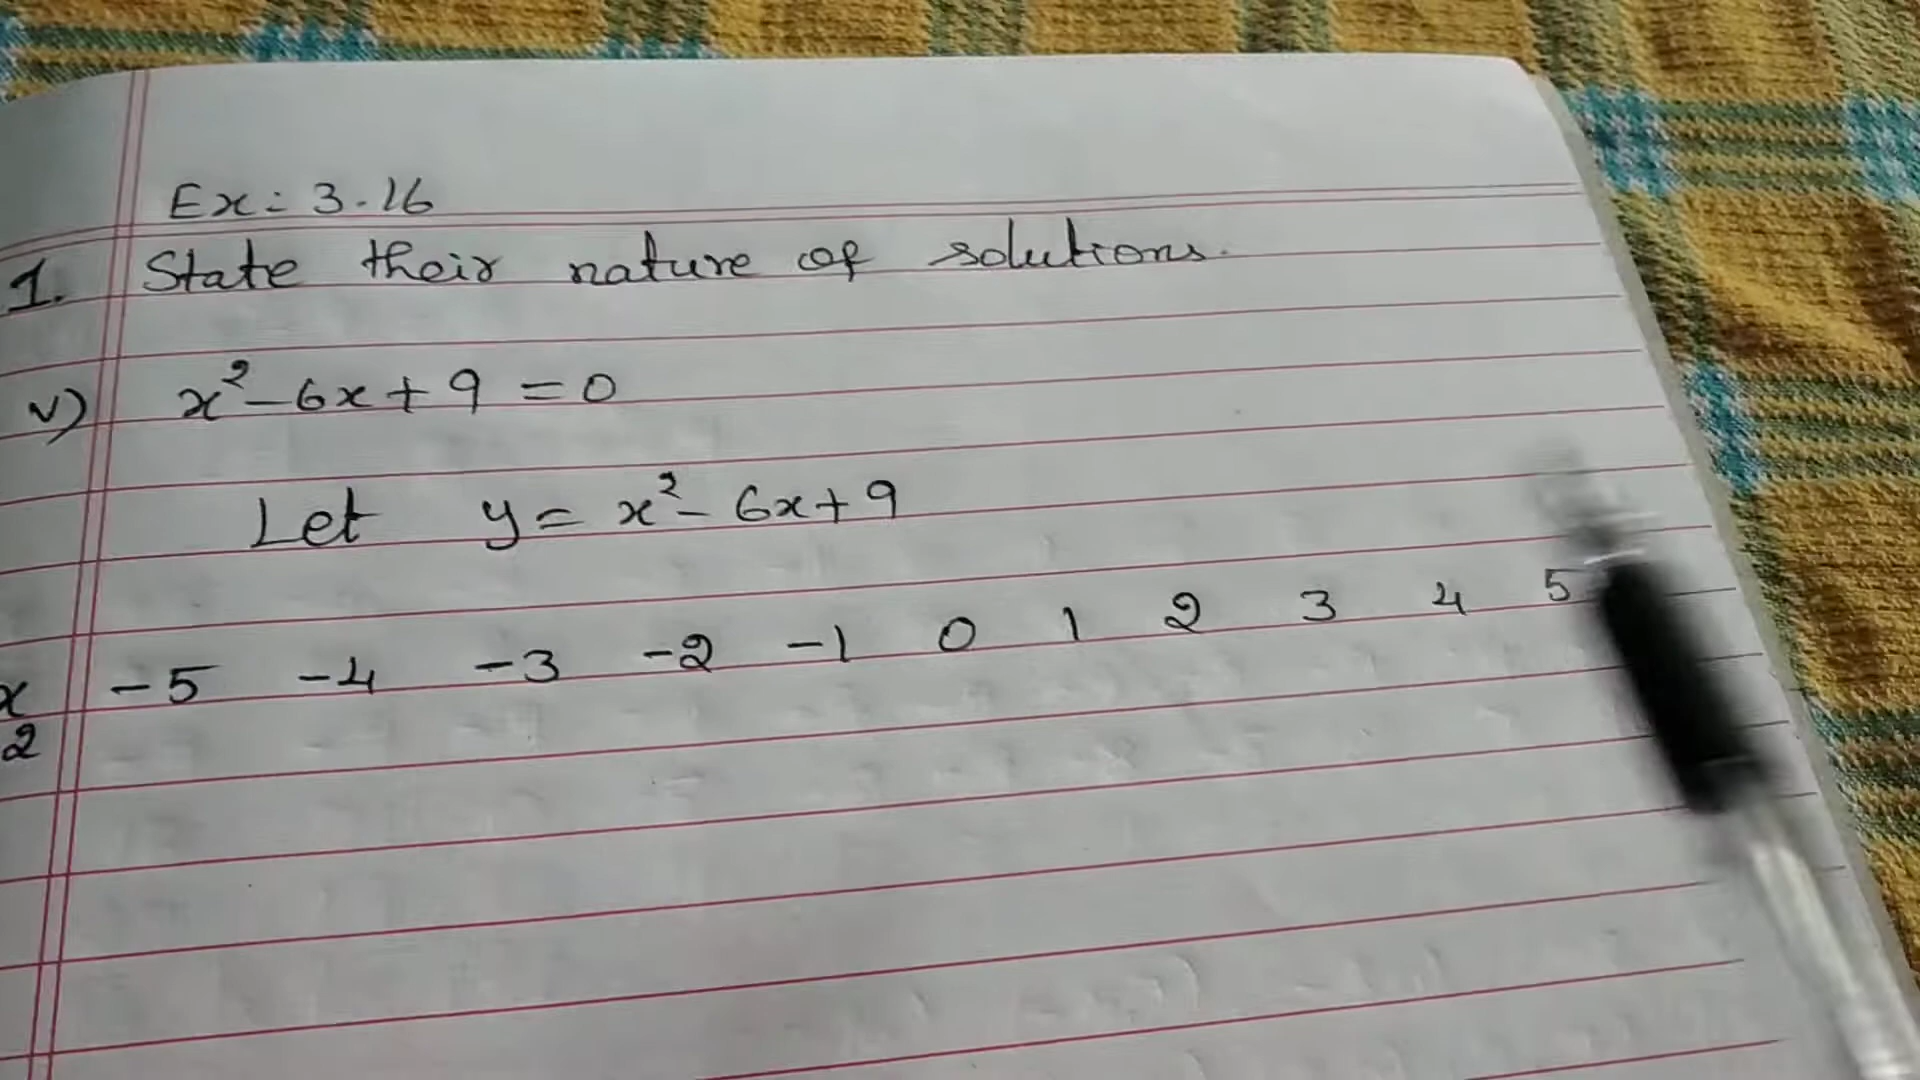 Ex: 3.16
1. State their nature of solutions.
v) x² - 6x + 9 = 0
Let y = x² - 6x + 9
x -5 -4 -3 -2 -1 0 1 2 3 4 5
2